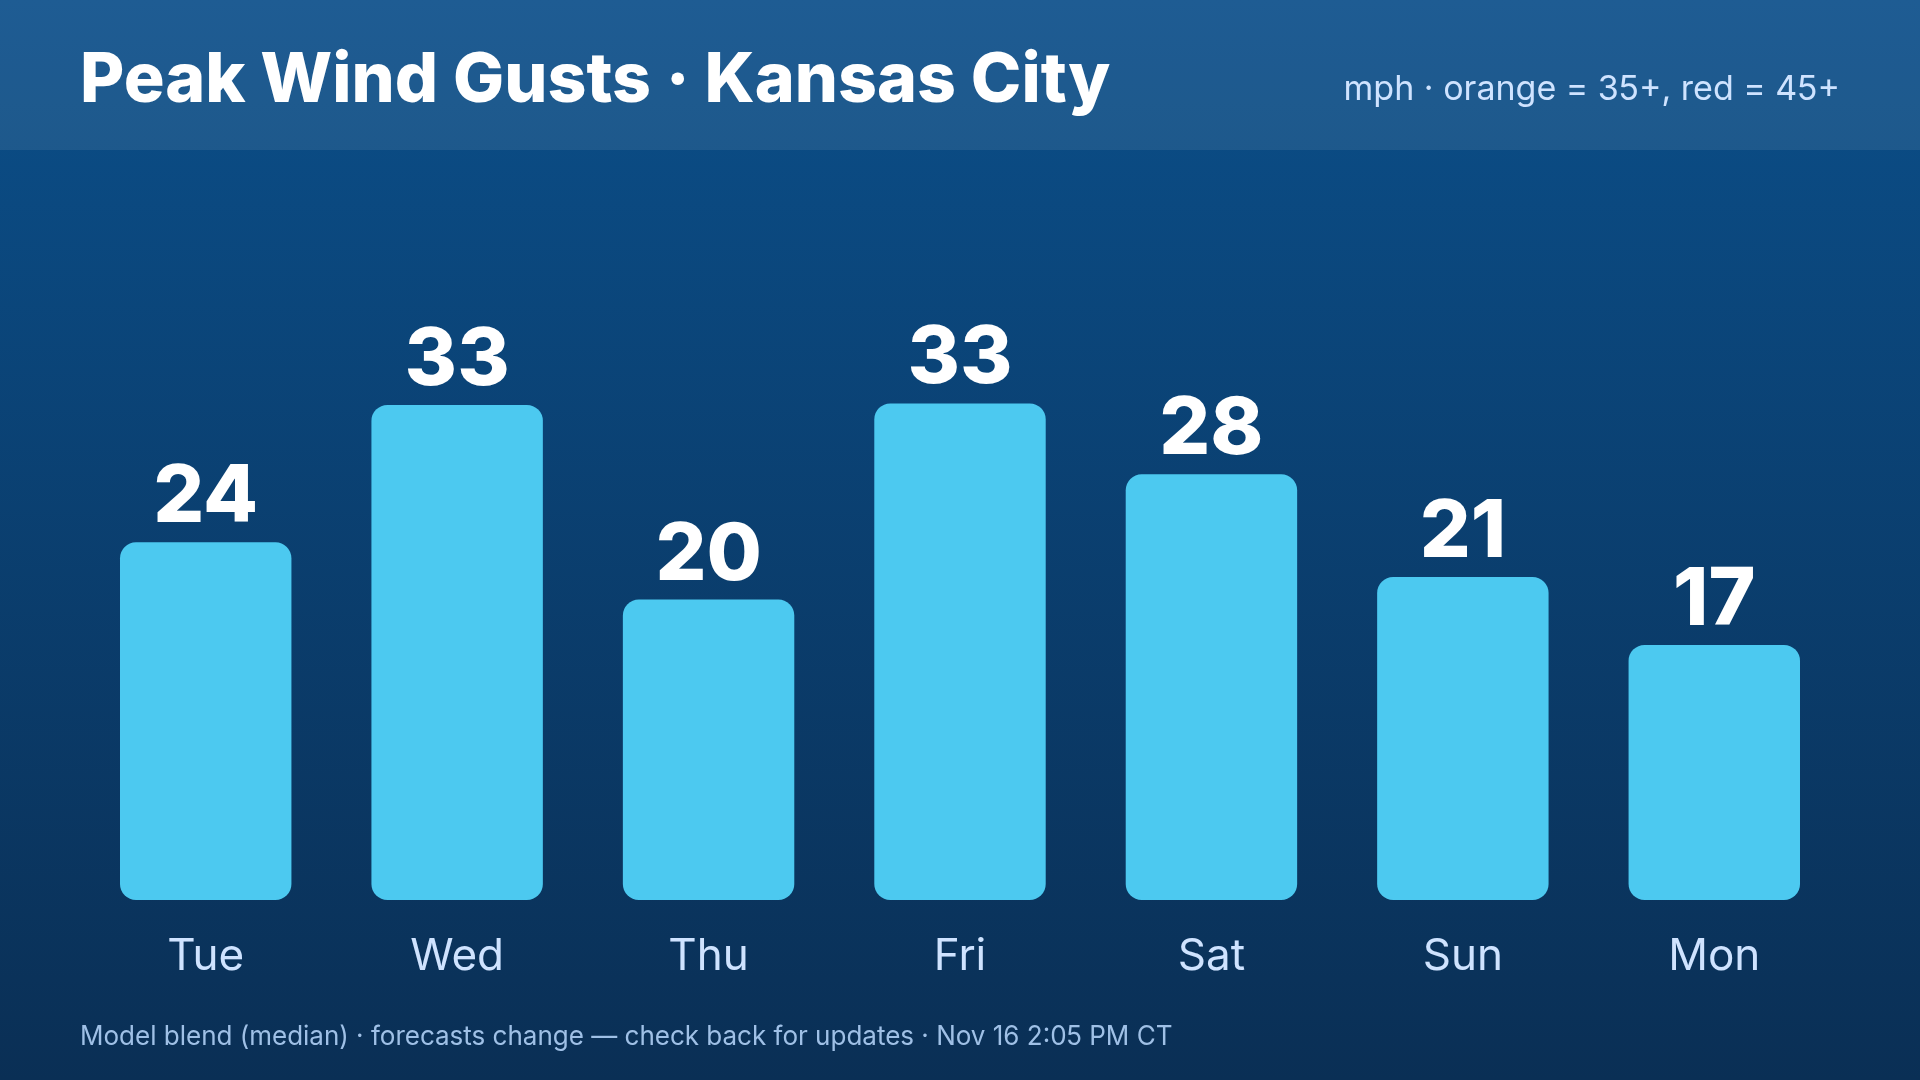 Peak Wind Gusts · Kansas City
mph · orange = 35+, red = 45+
24
33
20
33
28
21
17
Tue
Wed
Thu
Fri
Sat
Sun
Mon
Model blend (median) · forecasts change — check back for updates · Nov 16 2:05 PM CT